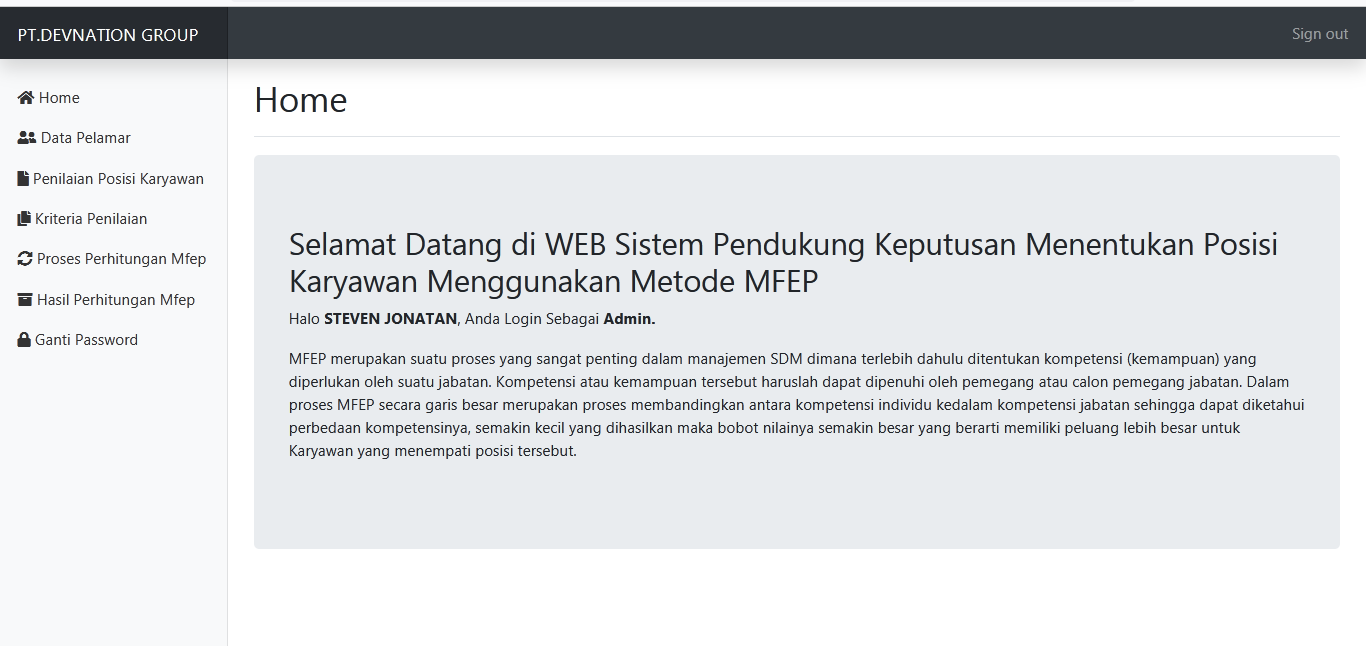 PT.DEVNATION GROUP
Sign out
Home
Data Pelamar
Penilaian Posisi Karyawan
Kriteria Penilaian
Proses Perhitungan Mfep
Hasil Perhitungan Mfep
Ganti Password
Home
Selamat Datang di WEB Sistem Pendukung Keputusan Menentukan Posisi
Karyawan Menggunakan Metode MFEP
Halo STEVEN JONATAN, Anda Login Sebagai Admin.
MFEP merupakan suatu proses yang sangat penting dalam manajemen SDM dimana terlebih dahulu ditentukan kompetensi (kemampuan) yang
diperlukan oleh suatu jabatan. Kompetensi atau kemampuan tersebut haruslah dapat dipenuhi oleh pemegang atau calon pemegang jabatan. Dalam
proses MFEP secara garis besar merupakan proses membandingkan antara kompetensi individu kedalam kompetensi jabatan sehingga dapat diketahui
perbedaan kompetensinya, semakin kecil yang dihasilkan maka bobot nilainya semakin besar yang berarti memiliki peluang lebih besar untuk
Karyawan yang menempati posisi tersebut.